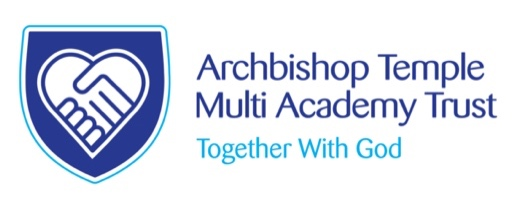 Archbishop Temple
Multi Academy Trust
Together With God